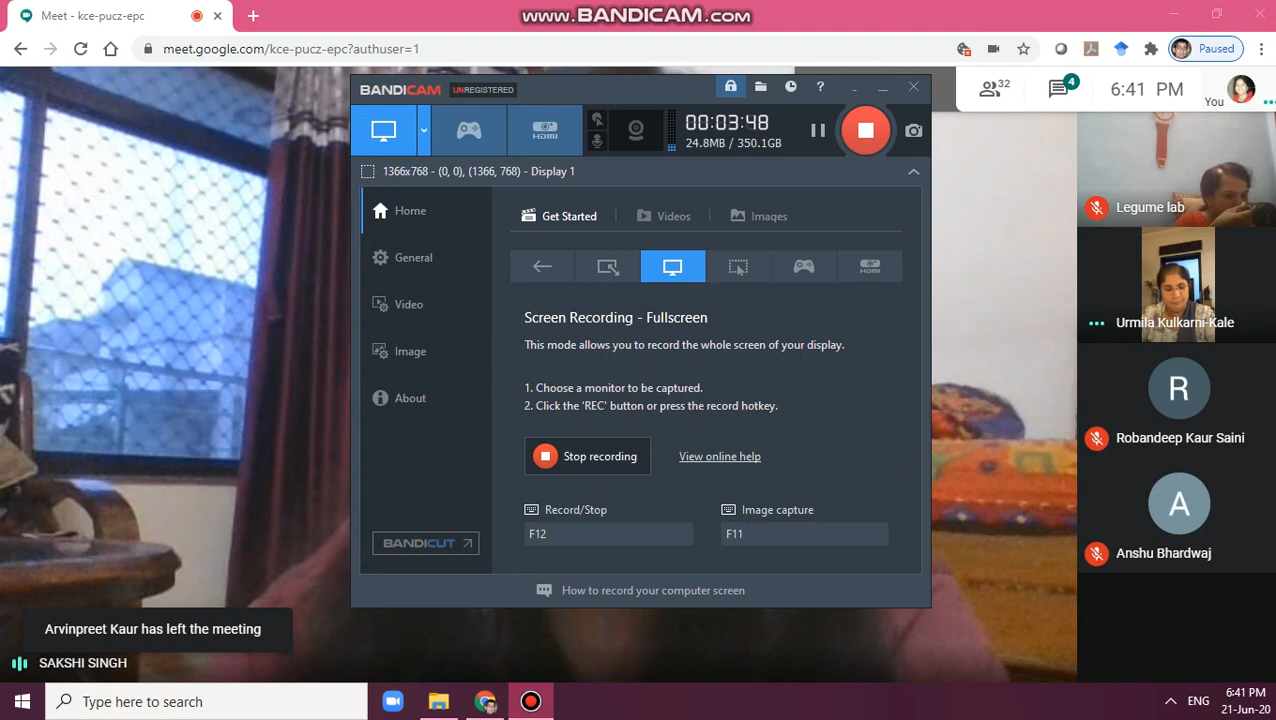 Meet - kce-pucz-epc
www.BANDICAM.com
meet.google.com/kce-pucz-epc?authuser=1
Paused
BANDICAM UNREGISTERED
?
32
4
6:41 PM
You
HDMI
00:03:48
24.8MB / 350.1GB
1366x768 - (0, 0), (1366, 768) - Display 1
Legume lab
Home
Get Started
Videos
Images
General
HDMI
Video
Screen Recording - Fullscreen
This mode allows you to record the whole screen of your display.
Urmila Kulkarni-Kale
Image
1. Choose a monitor to be captured.
2. Click the 'REC' button or press the record hotkey.
About
R
Robandeep Kaur Saini
Stop recording
View online help
Record/Stop
Image capture
F12
F11
A
Anshu Bhardwaj
BANDICUT
How to record your computer screen
Arvinpreet Kaur has left the meeting
SAKSHI SINGH
Type here to search
ENG
6:41 PM
21-Jun-20